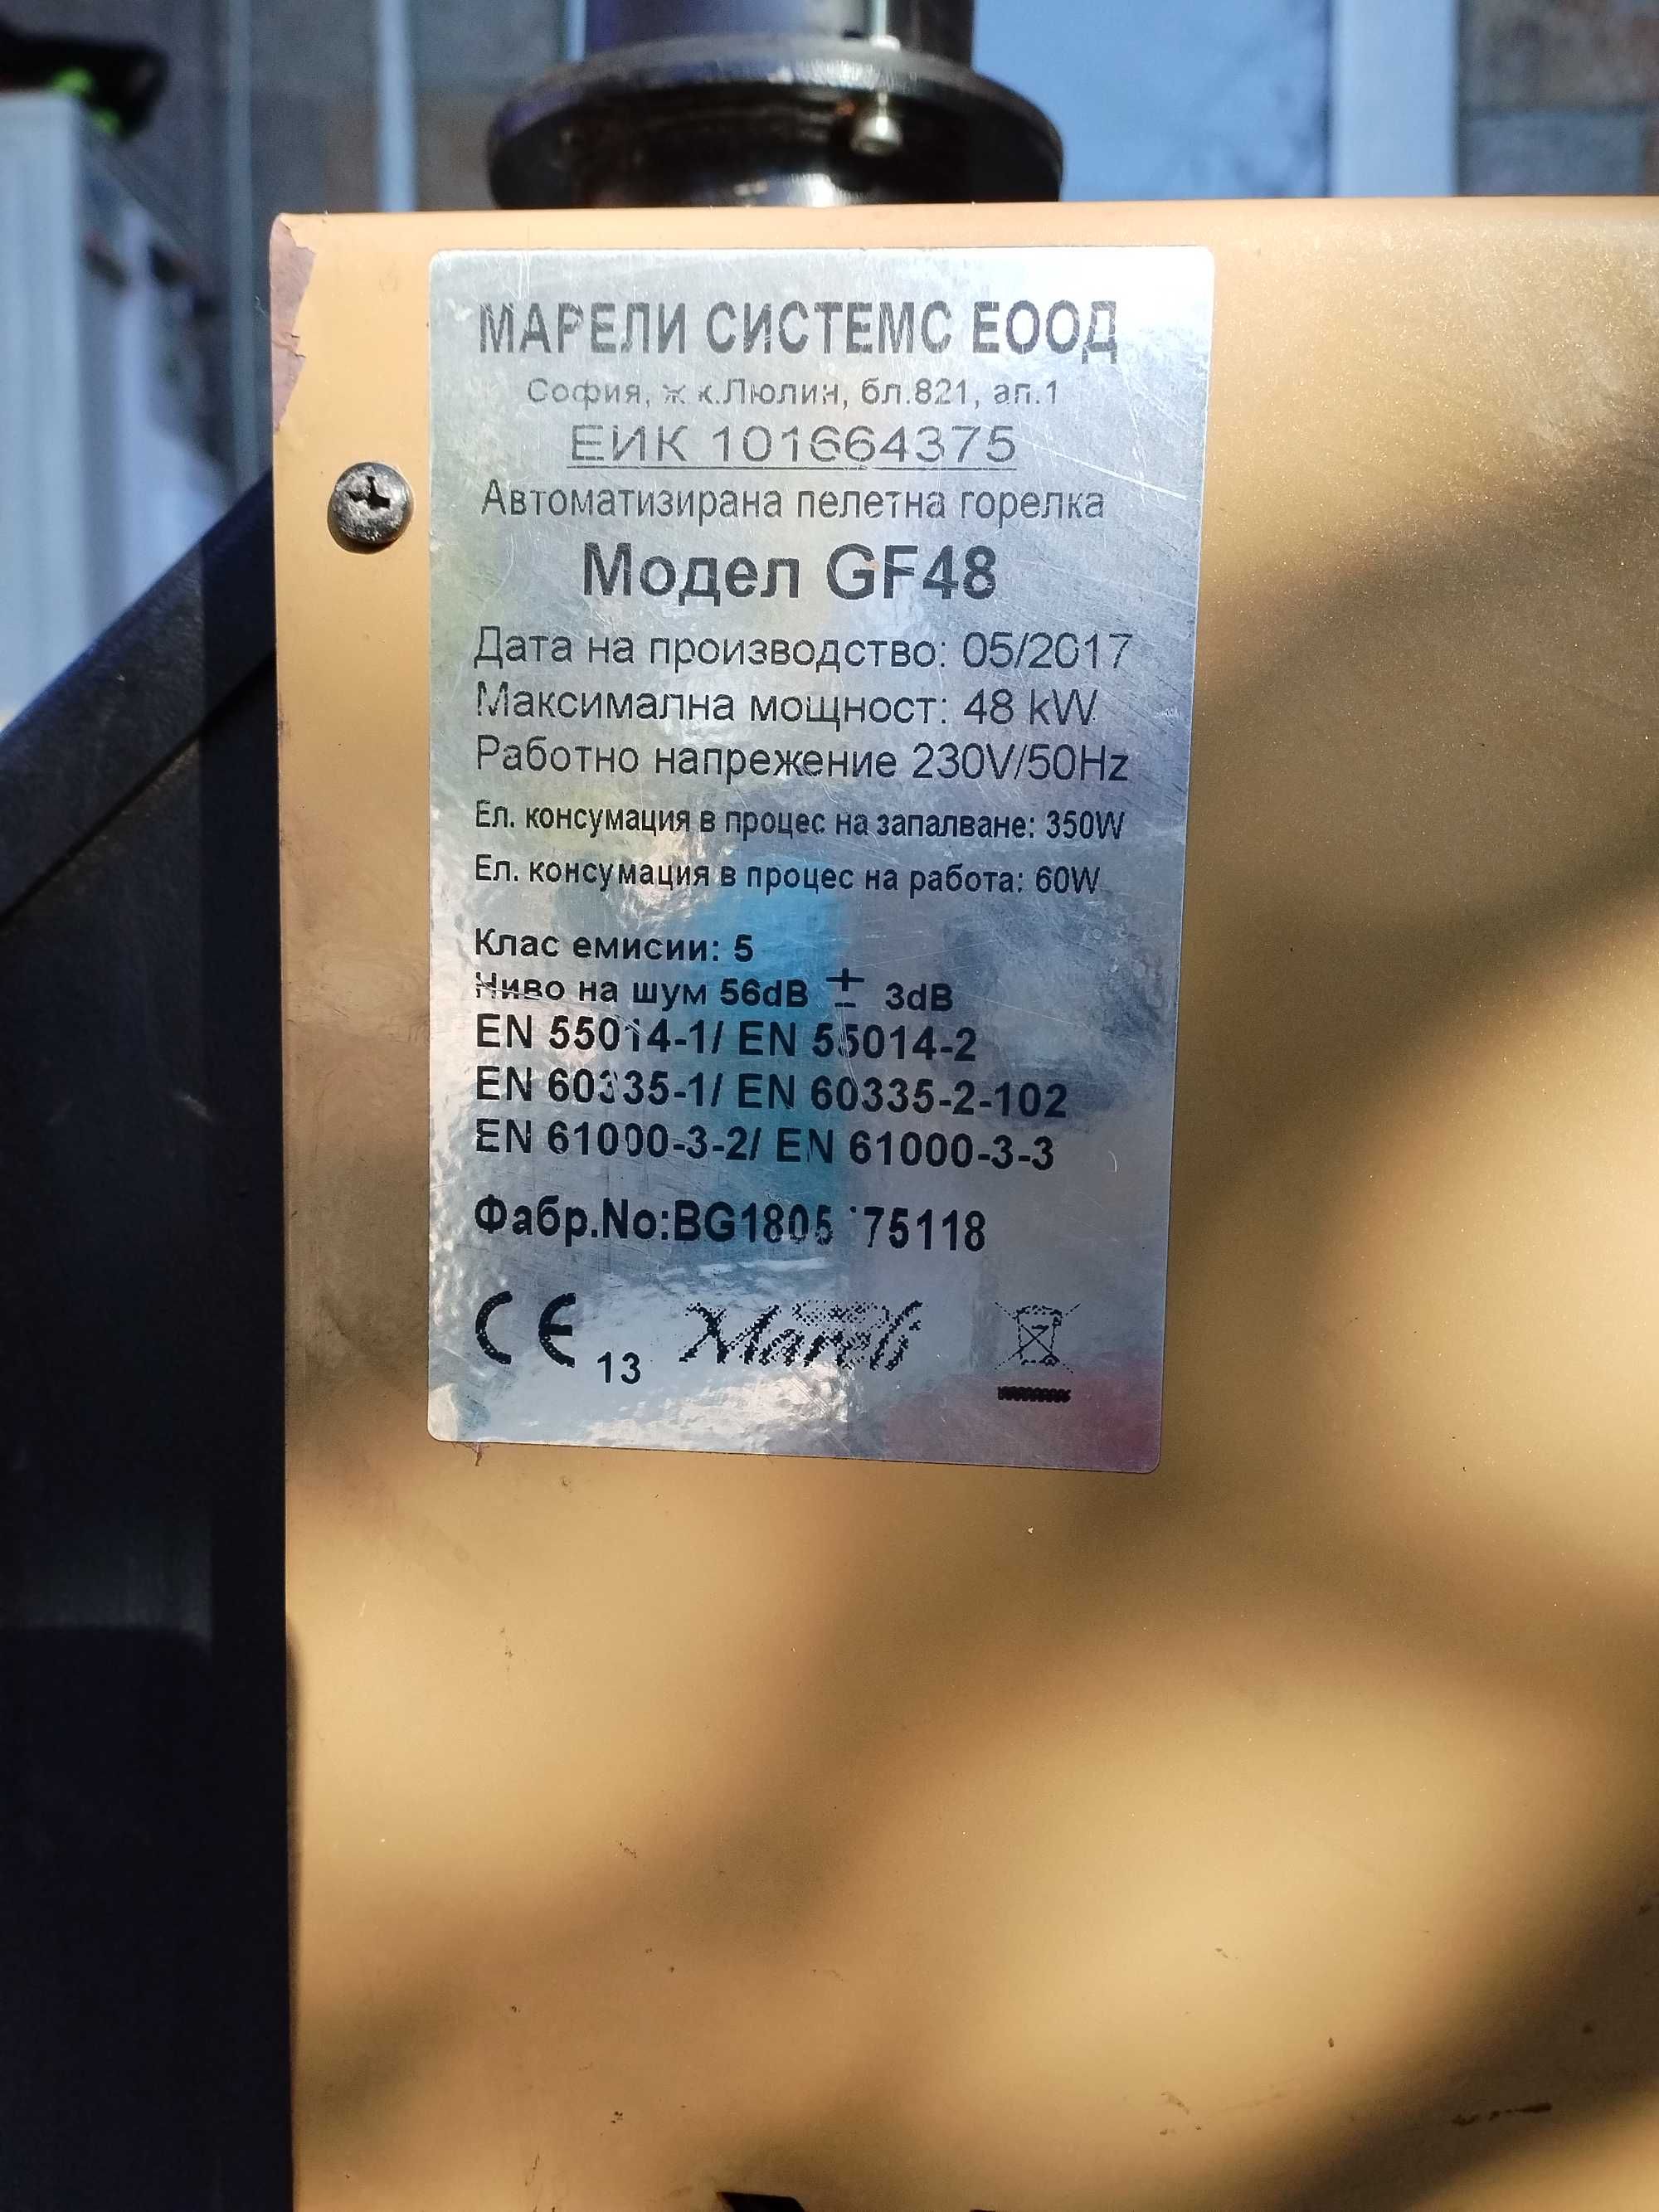 МАРЕЛИ СИСТЕМС ЕООД
София, ж.к.Люлин, бл.821, ап.1
ЕИК 101664375
Автоматизирана пелетна горелка
Модел GF48
Дата на производство: 05/2017
Максимална мощност: 48 kW
Работно напрежение 230V/50Hz
Ел. консумация в процес на запалване: 350W
Ел. консумация в процес на работа: 60W
Клас емисии: 5
Ниво на шум 56dB ± 3dB
EN 55014-1/ EN 55014-2
EN 60335-1/ EN 60335-2-102
EN 61000-3-2/ EN 61000-3-3
Фабр.No:
CE 13 Mareli